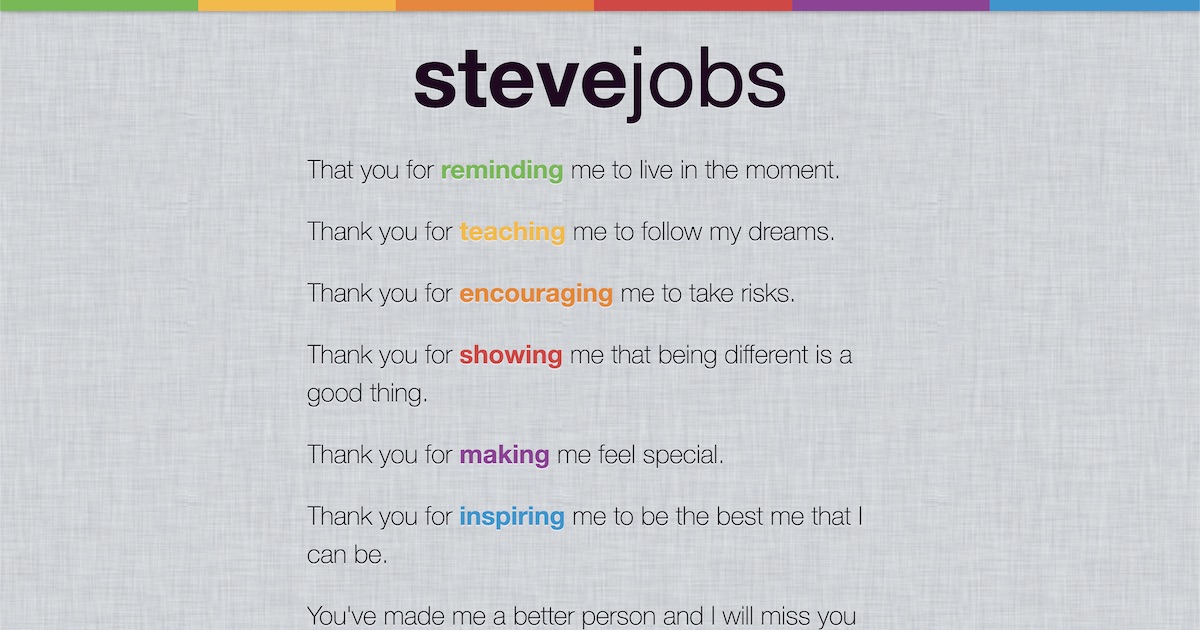 stevejobs
That you for reminding me to live in the moment.
Thank you for teaching me to follow my dreams.
Thank you for encouraging me to take risks.
Thank you for showing me that being different is a
good thing.
Thank you for making me feel special.
Thank you for inspiring me to be the best me that I
can be.
You've made me a better person and I will miss you